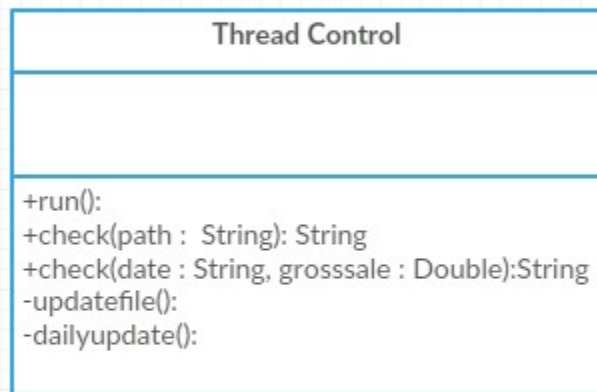 Thread Control
+run():
+check(path : String): String
+check(date : String, grosssale : Double):String
-updatefile():
-dailyupdate():